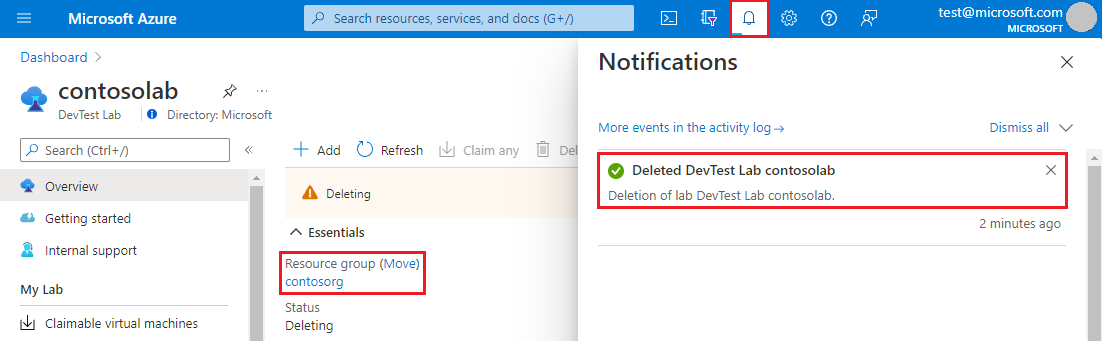 Microsoft Azure
Search resources, services, and docs (G+/)
test@microsoft.com
MICROSOFT
Dashboard
contosolab
DevTest Lab
Directory: Microsoft
Search (Ctrl+/)
Overview
Getting started
Internal support
My Lab
Claimable virtual machines
Add
Refresh
Claim any
Del
Deleting
Essentials
Resource group (Move)
contosorg
Status
Deleting
Notifications
More events in the activity log
Dismiss all
Deleted DevTest Lab contosolab
Deletion of lab DevTest Lab contosolab.
2 minutes ago